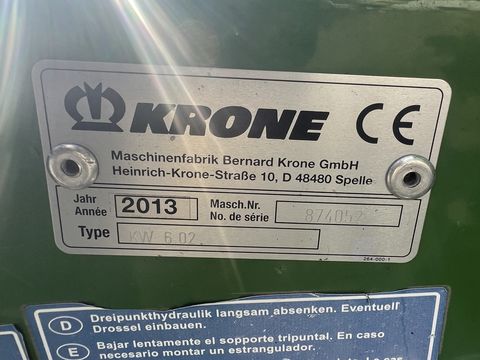 KRONE CE
Maschinenfabrik Bernard Krone GmbH
Heinrich-Krone-Straße 10, D 48480 Spelle
Jahr Année 2013 Masch.Nr. No. de série 874052
Type KW 6.02
264-000-1
D Dreipunkthydraulik langsam absenken. Eventuell
Drossel einbauen.
E Bajar lentamente el sopporte tripuntal. En caso
necesario montar un estrangulador.